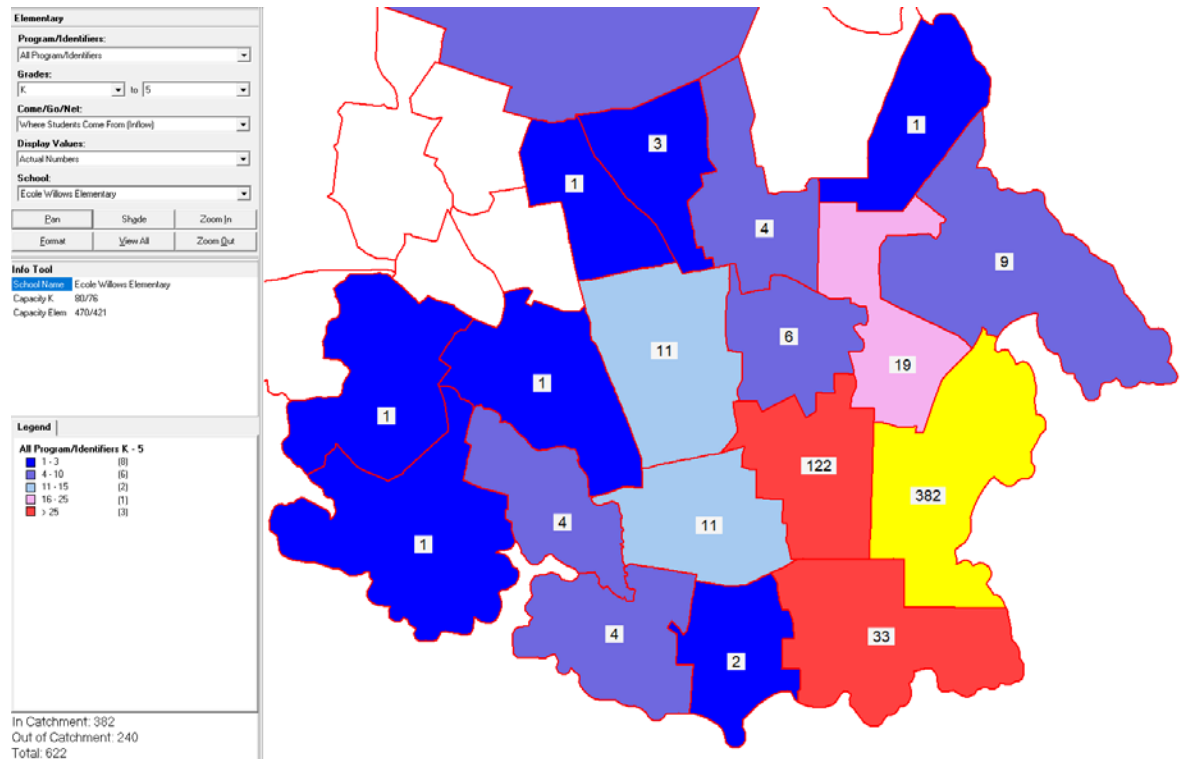 Elementary
Program/Identifiers:
All Program/Identifiers
Grades:
K to 5
Come/Go/Net:
Where Students Come From (Inflow)
Display Values:
Actual Numbers
School:
Ecole Willows Elementary
Pan Shade Zoom In
Format View All Zoom Out
Info Tool
School Name Ecole Willows Elementary
Capacity K 80/76
Capacity Elem 470/421
Legend
All Program/Identifiers K - 5
1 - 3 (8)
4 - 10 (6)
11 - 15 (2)
16 - 25 (1)
> 25 (3)
In Catchment: 382
Out of Catchment: 240
Total: 622
1
3
1
4
9
11
6
19
1
1
122
382
1
4
11
4
2
33